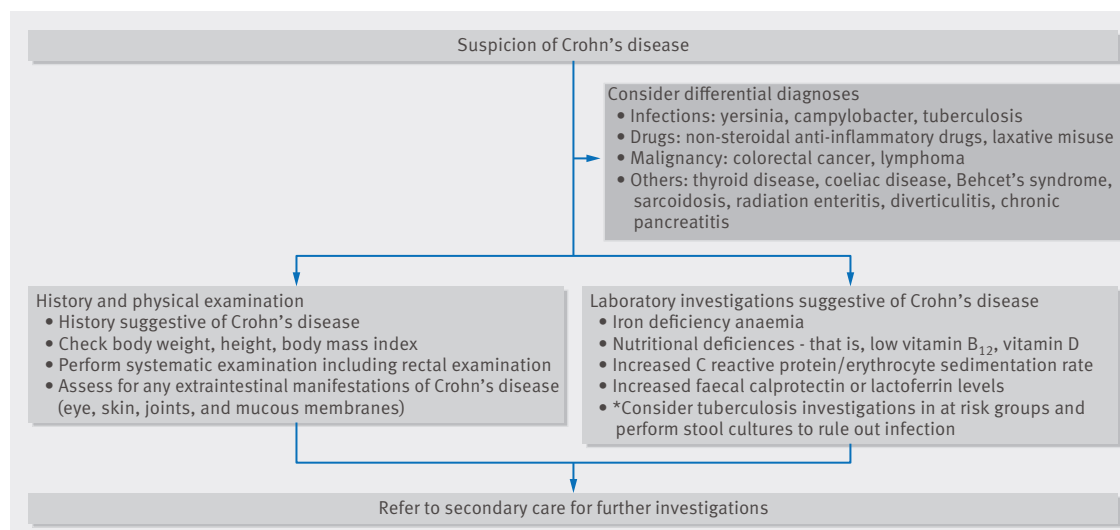 Suspicion of Crohn's disease
Consider differential diagnoses
• Infections: yersinia, campylobacter, tuberculosis
• Drugs: non-steroidal anti-inflammatory drugs, laxative misuse
• Malignancy: colorectal cancer, lymphoma
• Others: thyroid disease, coeliac disease, Behcet's syndrome,
sarcoidosis, radiation enteritis, diverticulitis, chronic
pancreatitis
History and physical examination
• History suggestive of Crohn's disease
• Check body weight, height, body mass index
• Perform systematic examination including rectal examination
• Assess for any extraintestinal manifestations of Crohn's disease
(eye, skin, joints, and mucous membranes)
Laboratory investigations suggestive of Crohn's disease
• Iron deficiency anaemia
• Nutritional deficiences - that is, low vitamin B12, vitamin D
• Increased C reactive protein/erythrocyte sedimentation rate
• Increased faecal calprotectin or lactoferrin levels
• *Consider tuberculosis investigations in at risk groups and
perform stool cultures to rule out infection
Refer to secondary care for further investigations